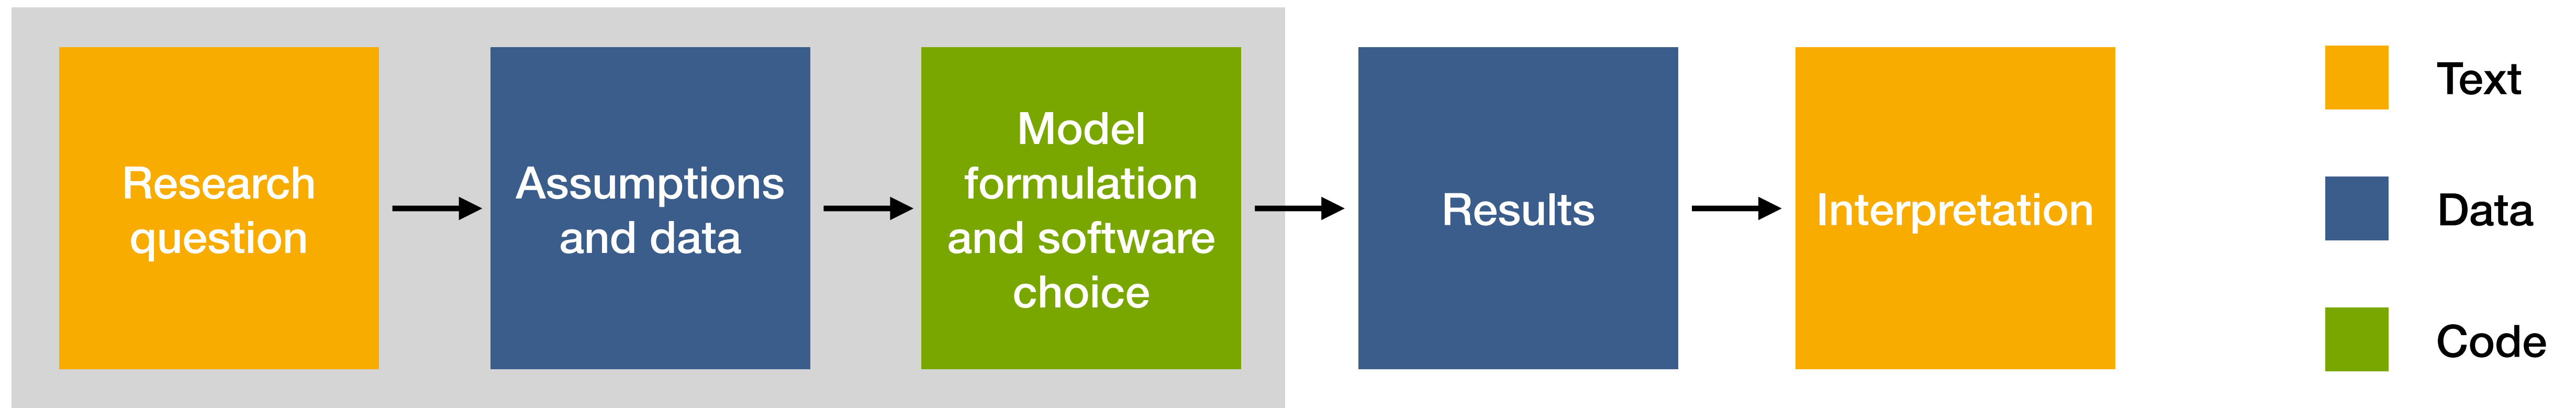 Research
question
Assumptions
and data
Model
formulation
and software
choice
Results
Interpretation
Text
Data
Code